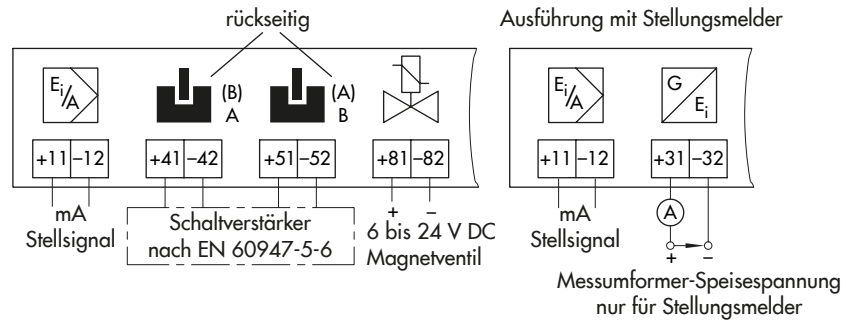 rückseitig
Ausführung mit Stellungsmelder
Ei/A
(B)
A
(A)
B
+11 –12
+41 –42
+51 –52
+81 –82
mA
Stellsignal
Schaltverstärker
nach EN 60947-5-6
+ –
6 bis 24 V DC
Magnetventil
Ei/A
G
Ei
+11 –12
+31 –32
mA
Stellsignal
A
+ –
Messumformer-Speisespannung
nur für Stellungsmelder